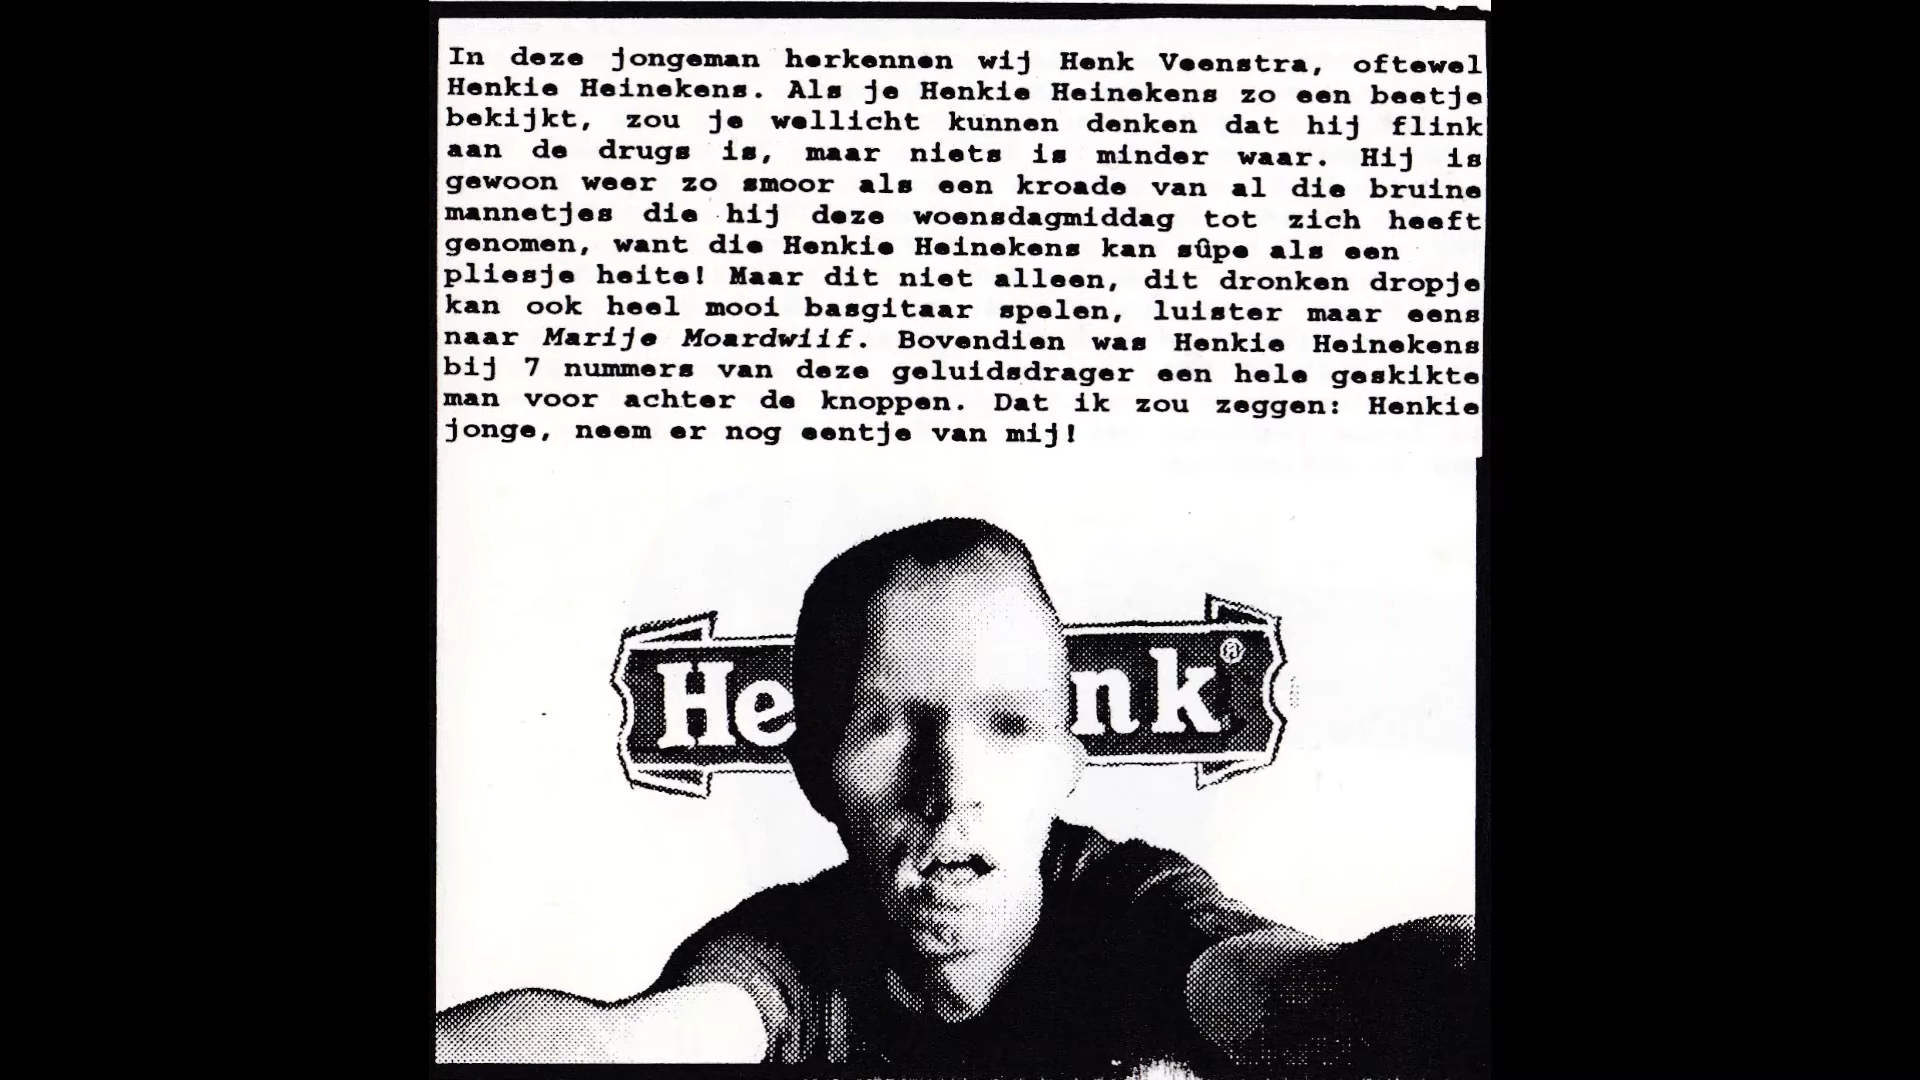 In deze jongeman herkennen wij Henk Veenstra, oftewel
Henkie Heinekens. Als je Henkie Heinekens zo een beetje
bekijkt, zou je wellicht kunnen denken dat hij flink
aan de drugs is, maar niets is minder waar. Hij is
gewoon weer zo smoor als een kroade van al die bruine
mannetjes die hij deze woensdagmiddag tot zich heeft
genomen, want die Henkie Heinekens kan sûpe als een
pliesje heite! Maar dit niet alleen, dit dronken dropje
kan ook heel mooi basgitaar spelen, luister maar eens
naar Marije Moardwiif. Bovendien was Henkie Heinekens
bij 7 nummers van deze geluidsdrager een hele geskikte
man voor achter de knoppen. Dat ik zou zeggen: Henkie
jonge, neem er nog eentje van mij!
He nk®